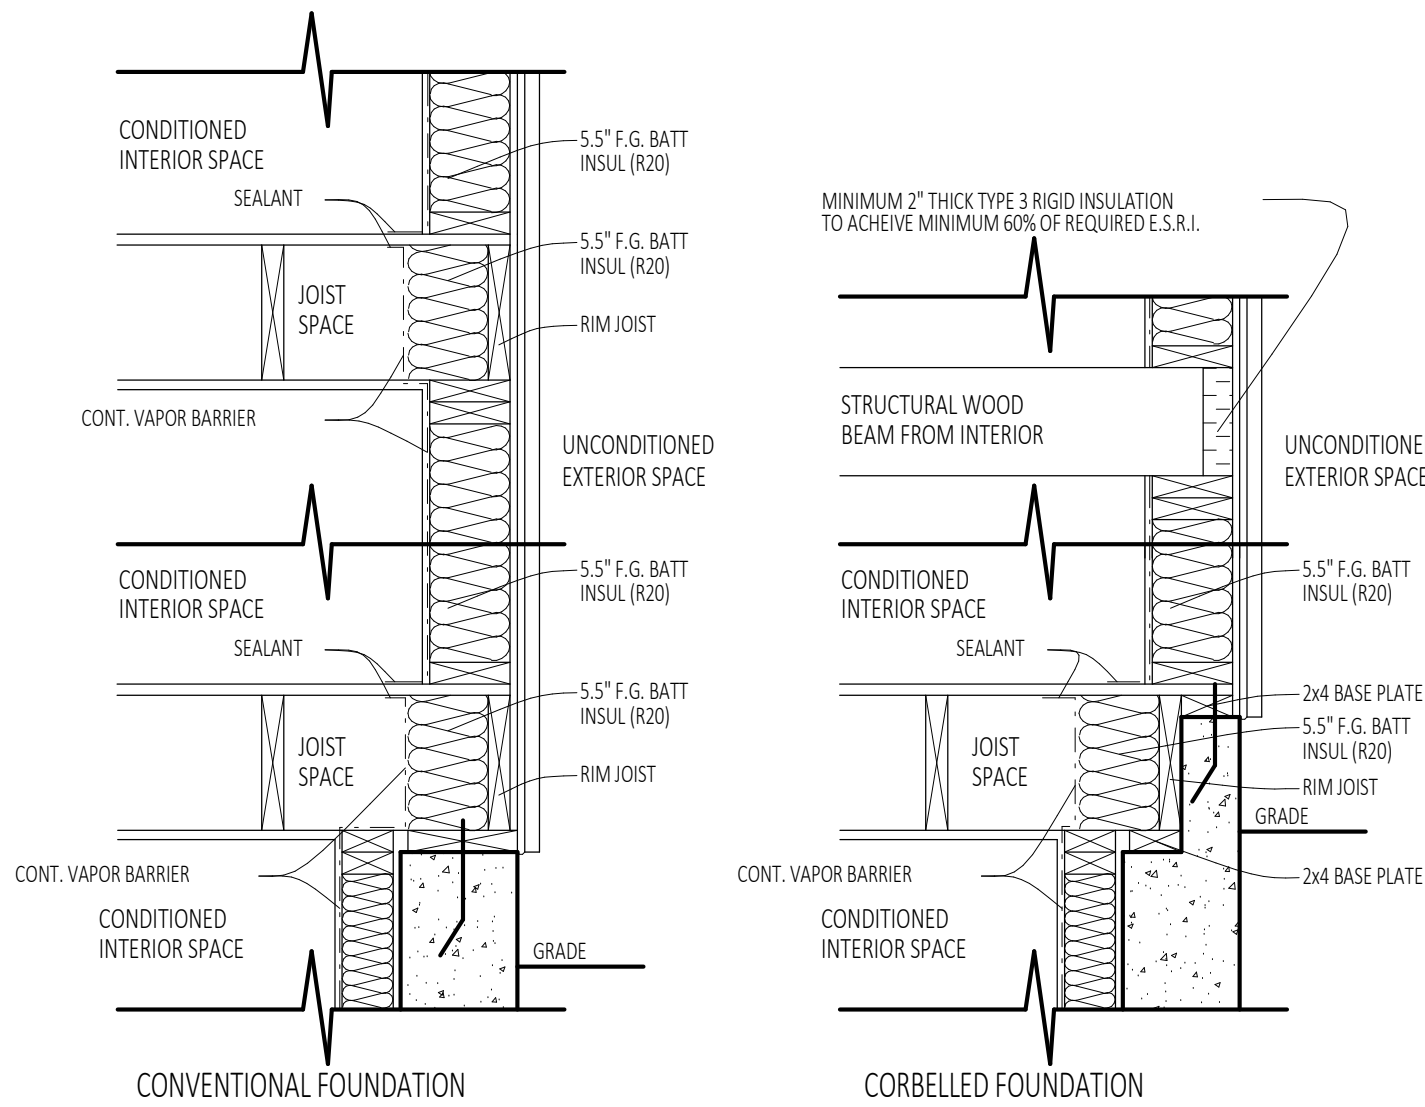 CONDITIONED
INTERIOR SPACE
5.5" F.G. BATT
INSUL (R20)
SEALANT
5.5" F.G. BATT
INSUL (R20)
JOIST
SPACE
RIM JOIST
CONT. VAPOR BARRIER
UNCONDITIONED
EXTERIOR SPACE
CONDITIONED
INTERIOR SPACE
5.5" F.G. BATT
INSUL (R20)
SEALANT
5.5" F.G. BATT
INSUL (R20)
JOIST
SPACE
RIM JOIST
CONT. VAPOR BARRIER
CONDITIONED
INTERIOR SPACE
GRADE
CONVENTIONAL FOUNDATION
MINIMUM 2" THICK TYPE 3 RIGID INSULATION
TO ACHEIVE MINIMUM 60% OF REQUIRED E.S.R.I.
STRUCTURAL WOOD
BEAM FROM INTERIOR
UNCONDITIONE
EXTERIOR SPACE
CONDITIONED
INTERIOR SPACE
5.5" F.G. BATT
INSUL (R20)
SEALANT
2x4 BASE PLATE
5.5" F.G. BATT
INSUL (R20)
JOIST
SPACE
RIM JOIST
GRADE
CONT. VAPOR BARRIER
2x4 BASE PLATE
CONDITIONED
INTERIOR SPACE
CORBELLED FOUNDATION